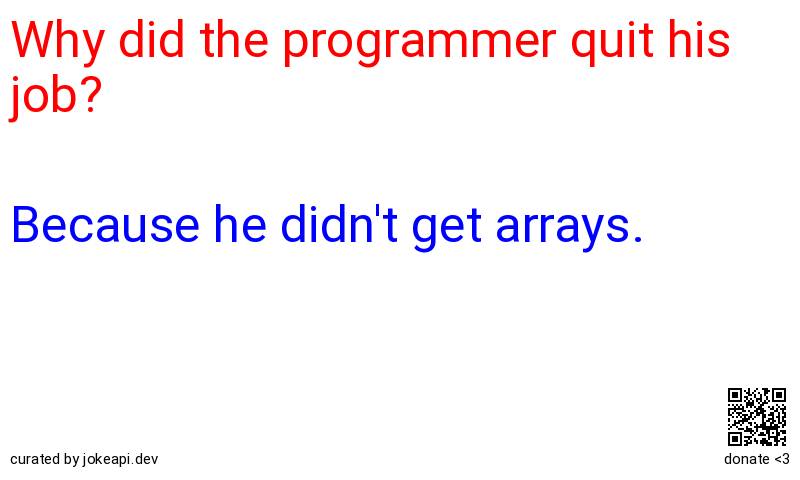 Why did the programmer quit his
job?
Because he didn't get arrays.
curated by jokeapi.dev
donate <3